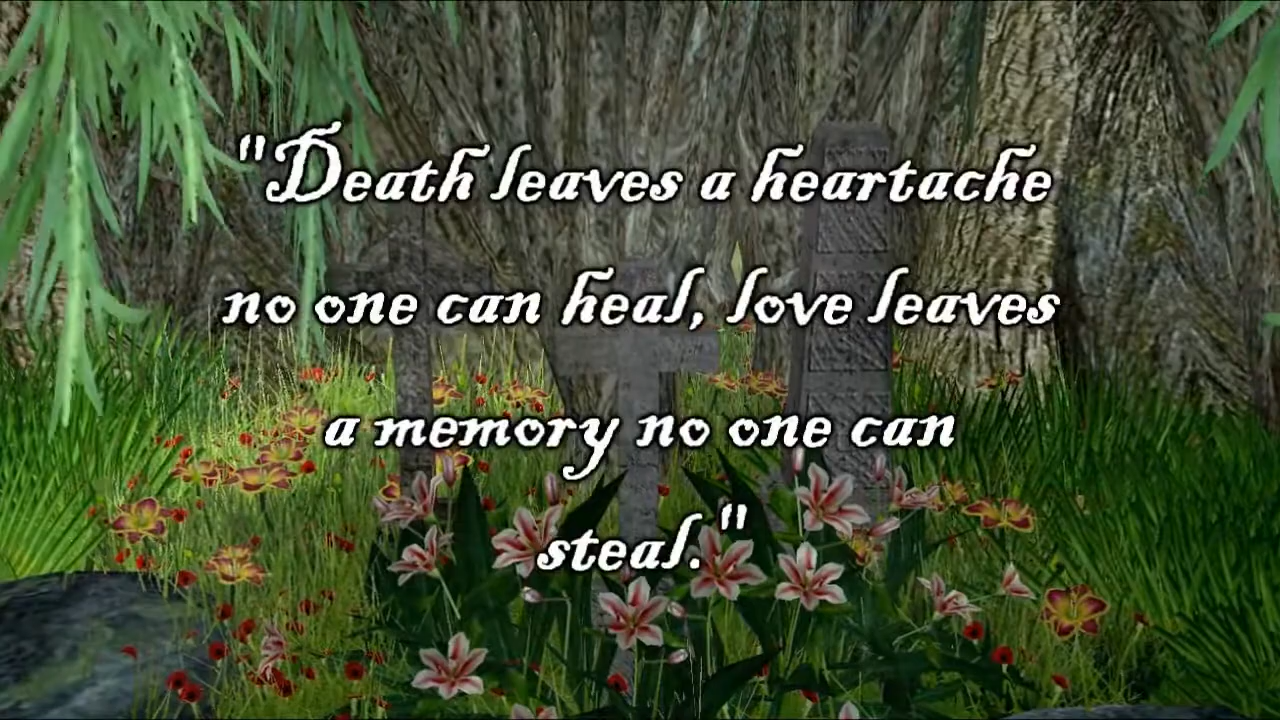 "Death leaves a heartache
no one can heal, love leaves
a memory no one can
steal."